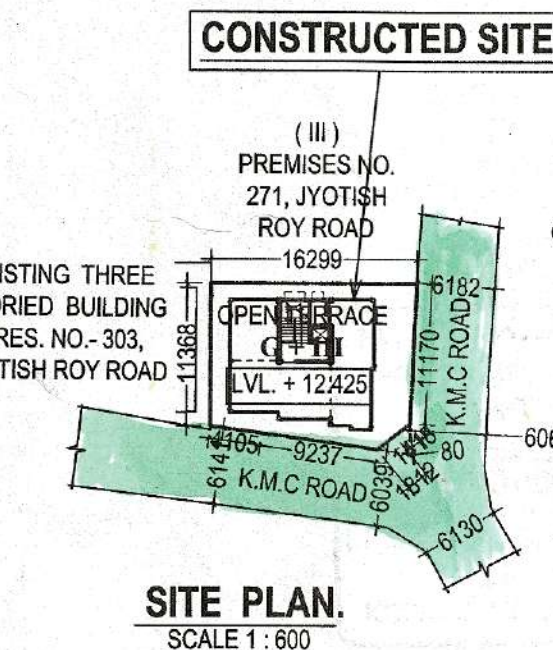 CONSTRUCTED SITE
( III )
PREMISES NO.
271, JYOTISH
ROY ROAD
16299
ISTING THREE
ORIED BUILDING
RES. NO.- 303,
TISH ROY ROAD
11368
OPEN TERRACE
G + III
LVL. + 12.425
6182
11170
K.M.C ROAD
4105
9237
6141
K.M.C ROAD
6039
80
606
6130
SITE PLAN.
SCALE 1 : 600